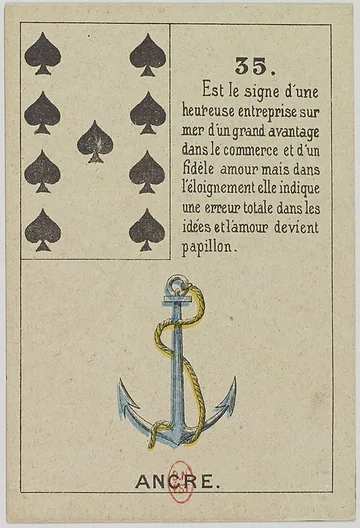 35.
Est le signe d'une
heureuse entreprise sur
mer d'un grand avantage
dans le commerce et d'un
fidèle amour mais dans
l'éloignement elle indique
une erreur totale dans les
idées et l'amour devient
papillon.
ANCRE.